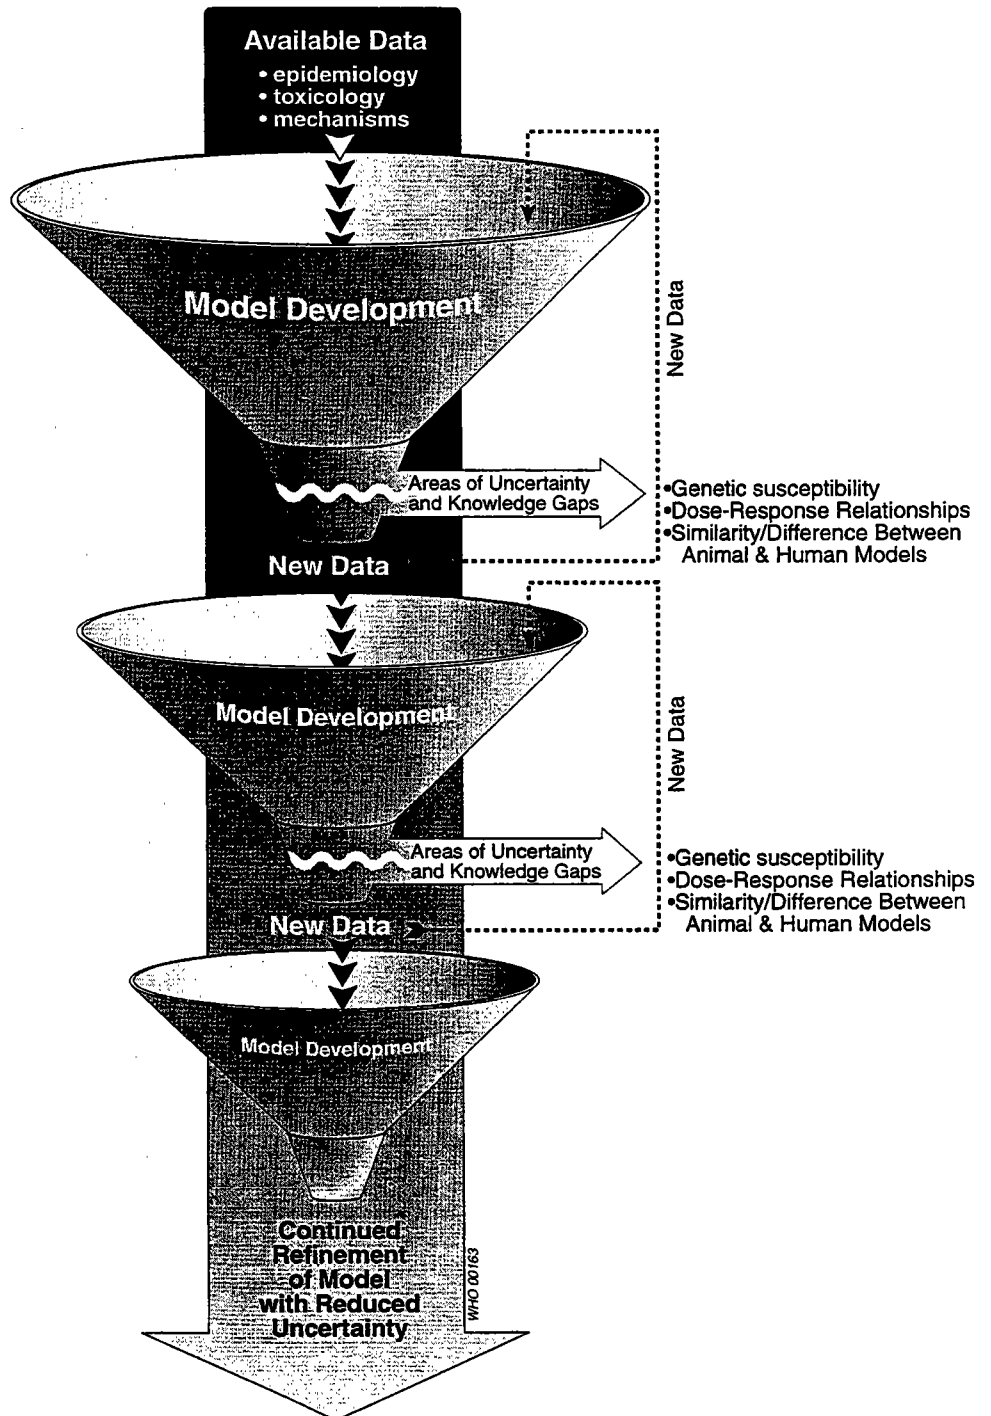 Available Data
• epidemiology
• toxicology
• mechanisms
Model Development
New Data
Areas of Uncertainty
and Knowledge Gaps
•Genetic susceptibility
•Dose-Response Relationships
•Similarity/Difference Between
Animal & Human Models
New Data
Model Development
New Data
Areas of Uncertainty
and Knowledge Gaps
•Genetic susceptibility
•Dose-Response Relationships
•Similarity/Difference Between
Animal & Human Models
New Data
Model Development
Continued
Refinement
of Model
with Reduced
Uncertainty
WHO 00163